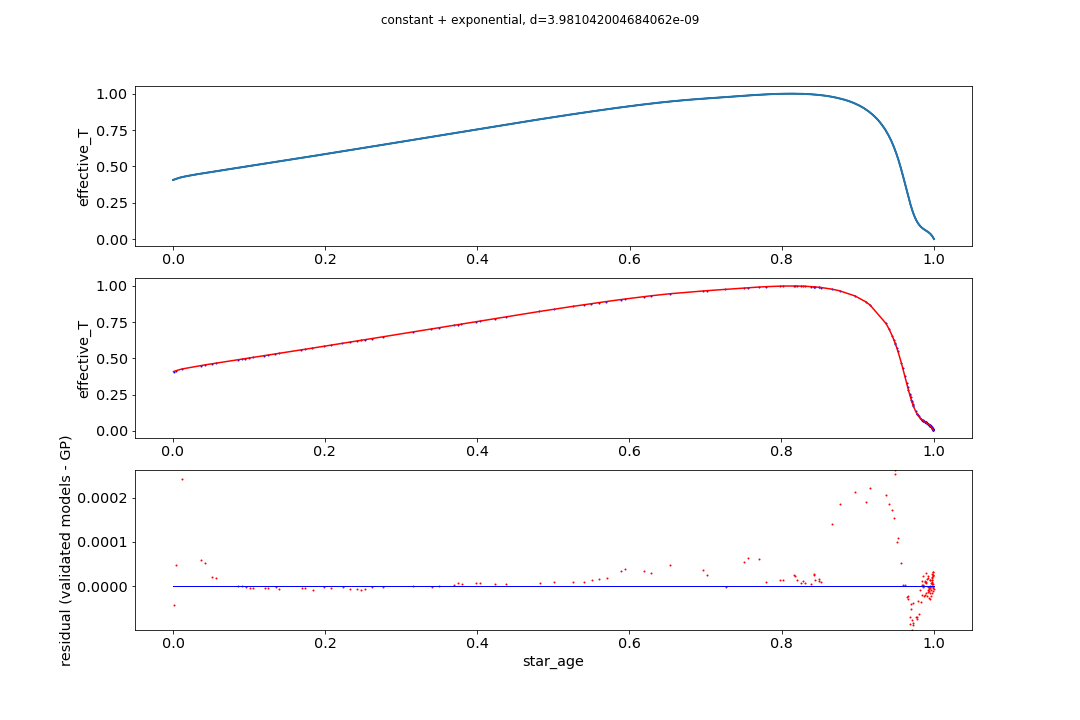 constant + exponential, d=3.981042004684062e-09
effective_T
1.00
0.75
0.50
0.25
0.00
0.0 0.2 0.4 0.6 0.8 1.0
effective_T
1.00
0.75
0.50
0.25
0.00
0.0 0.2 0.4 0.6 0.8 1.0
residual (validated models - GP)
0.0002
0.0001
0.0000
0.0 0.2 0.4 0.6 0.8 1.0
star_age